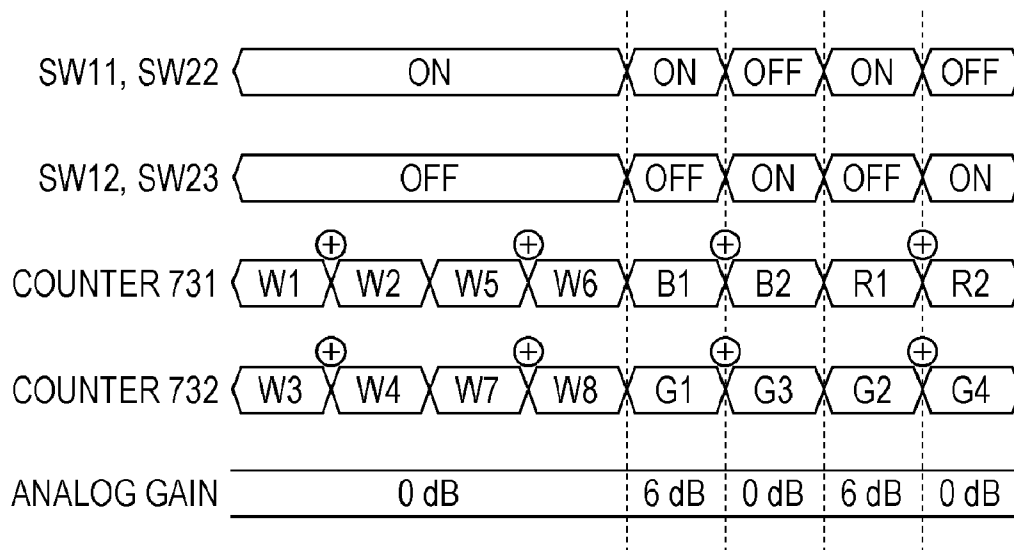 SW11, SW22 ON ON OFF ON OFF
SW12, SW23 OFF OFF ON OFF ON
+ + + +
COUNTER 731 W1 W2 W5 W6 B1 B2 R1 R2
+ + + +
COUNTER 732 W3 W4 W7 W8 G1 G3 G2 G4
ANALOG GAIN 0 dB 6 dB 0 dB 6 dB 0 dB